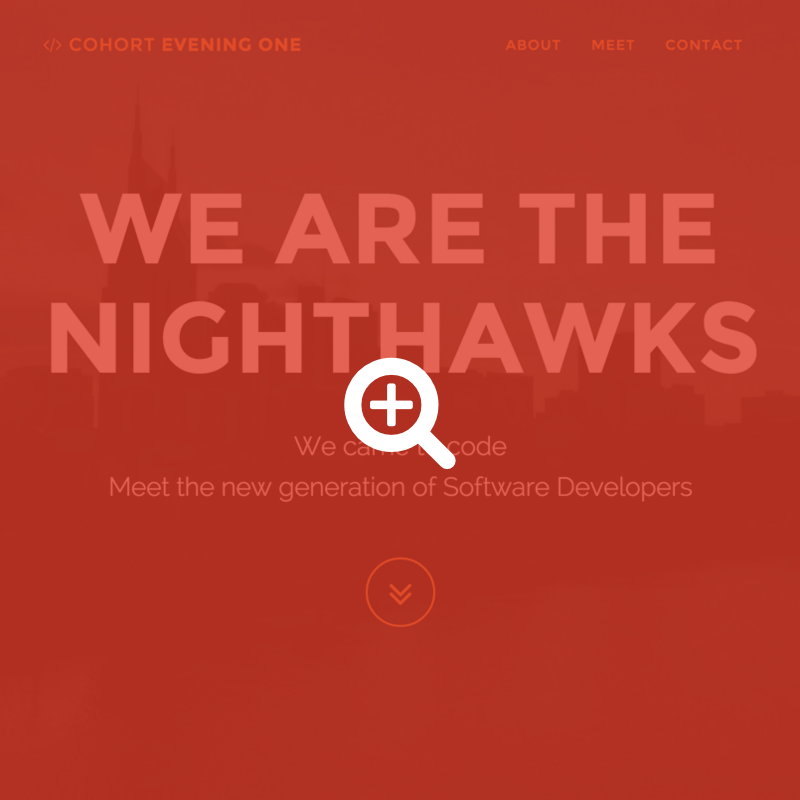 </> COHORT EVENING ONE
ABOUT MEET CONTACT
WE ARE THE
NIGHTHAWKS
We came to code
Meet the new generation of Software Developers